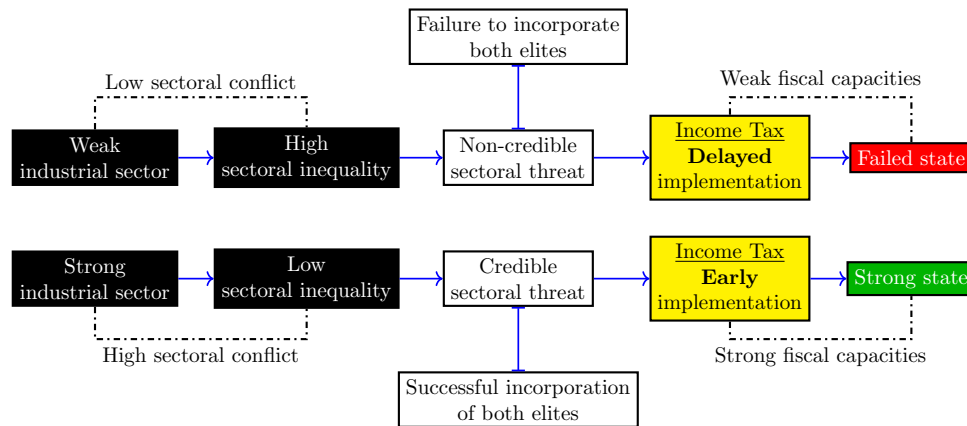 Failure to incorporate
both elites
Low sectoral conflict
Weak fiscal capacities
Weak
industrial sector
High
sectoral inequality
Non-credible
sectoral threat
Income Tax
Delayed
implementation
Failed state
Strong
industrial sector
Low
sectoral inequality
Credible
sectoral threat
Income Tax
Early
implementation
Strong state
High sectoral conflict
Strong fiscal capacities
Successful incorporation
of both elites